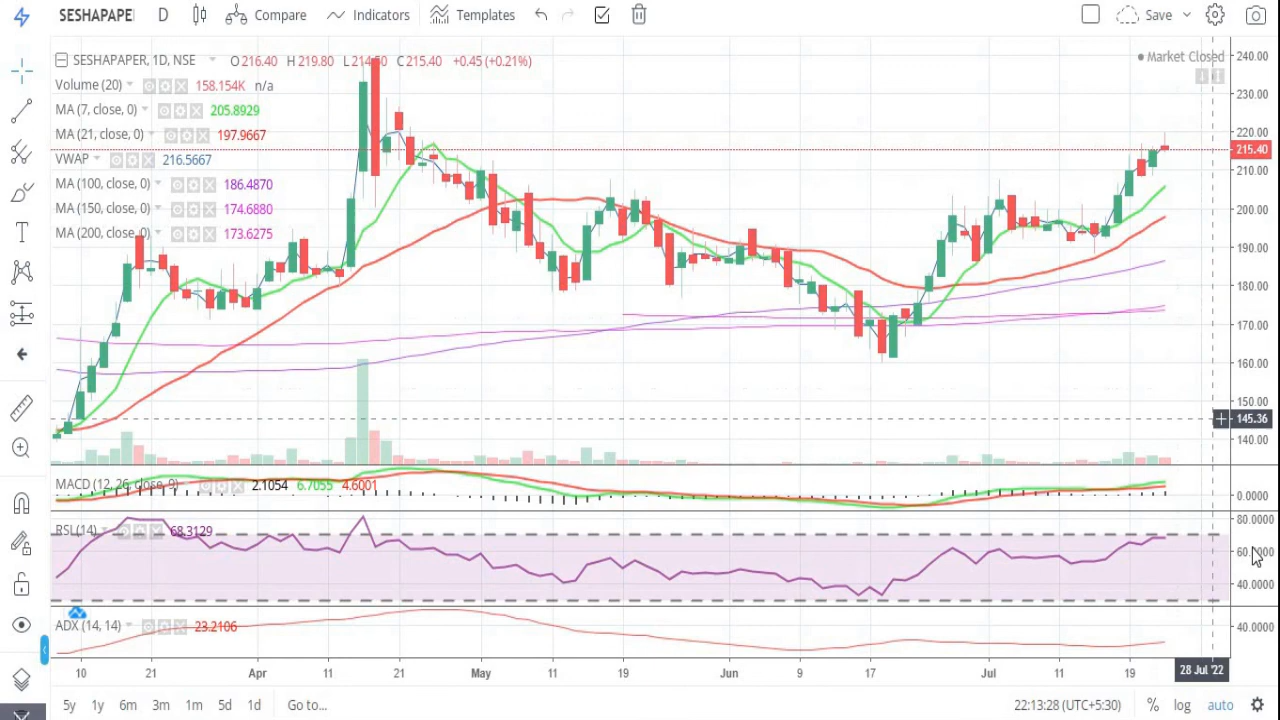 SESHAPAPE D Compare Indicators Templates Save
SESHAPAPER, 1D, NSE O 216.40 H 219.80 L 214. C 215.40 +0.45 (+0.21%)
Market Closed
Volume (20) 158.154K n/a
MA (7, close, 0) 205.8929
MA (21, close, 0) 197.9667
VWAP 216.5667
MA (100, close, 0) 186.4870
MA (150, close, 0) 174.6880
MA (200, close, 0) 173.6275
240.00
230.00
220.00
215.40
210.00
200.00
190.00
180.00
170.00
160.00
150.00
145.36
140.00
MACD (12, 26, close, 9) 2.1054 6.7055 4.6001
0.0000
RSI (14) 68.3129
80.0000
60.0000
40.0000
ADX (14, 14) 23.2106
40.0000
10 21 Apr 11 21 May 11 19 Jun 9 17 Jul 11 19 28 Jul '22
5y 1y 6m 3m 1m 5d 1d Go to... 22:13:28 (UTC+5:30) % log auto